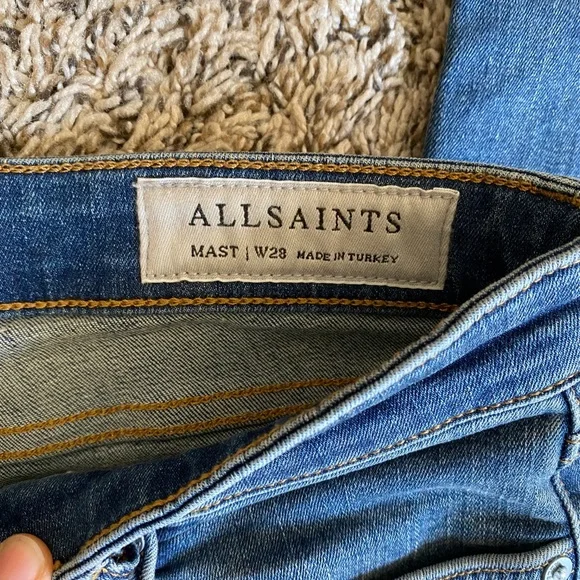 ALLSAINTS
MAST | W28 MADE IN TURKEY